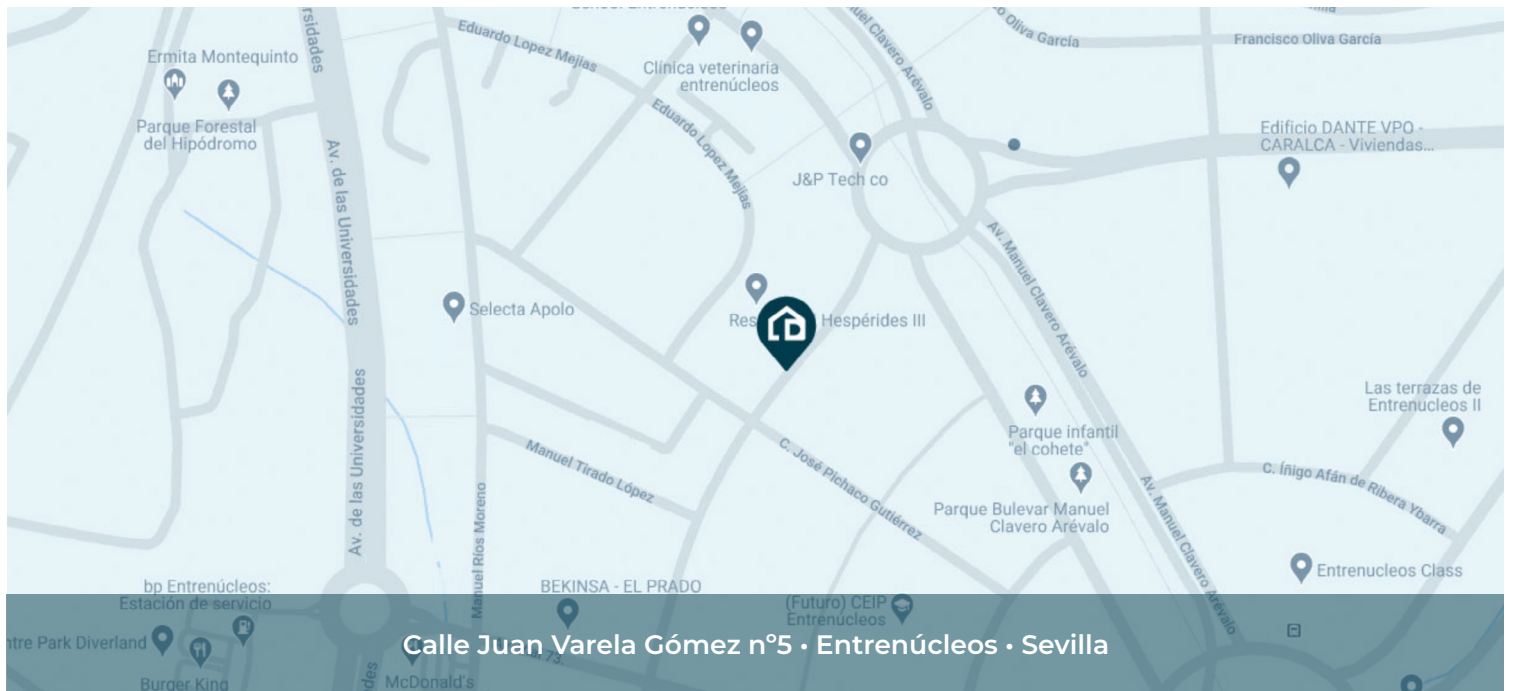 Ermita Montequinto
Parque Forestal
del Hipódromo
Av. de las Universidades
Av. de las Universidades
Eduardo Lopez Mejias
Eduardo Lopez Mejias
Clínica veterinaria
entrenúcleos
Clavero Arévalo
Oliva García
Francisco Oliva García
Edificio DANTE VPO -
CARALCA - Viviendas...
J&P Tech co
Av. Manuel Clavero Arévalo
Selecta Apolo
Res
Hespérides III
Las terrazas de
Entrenucleos II
Parque infantil
"el cohete"
C. José Pichaco Gutiérrez
Manuel Tirado López
C. Íñigo Afán de Ribera Ybarra
Parque Bulevar Manuel
Clavero Arévalo
Av. Manuel Clavero Arévalo
Manuel Ríos Moreno
Entrenucleos Class
bp Entrenúcleos:
Estación de servicio
BEKINSA - EL PRADO
(Futuro) CEIP
Entrenúcleos
Park Diverland
Calle Juan Varela Gómez nº5 • Entrenúcleos • Sevilla
73.
Burger King
McDonald's